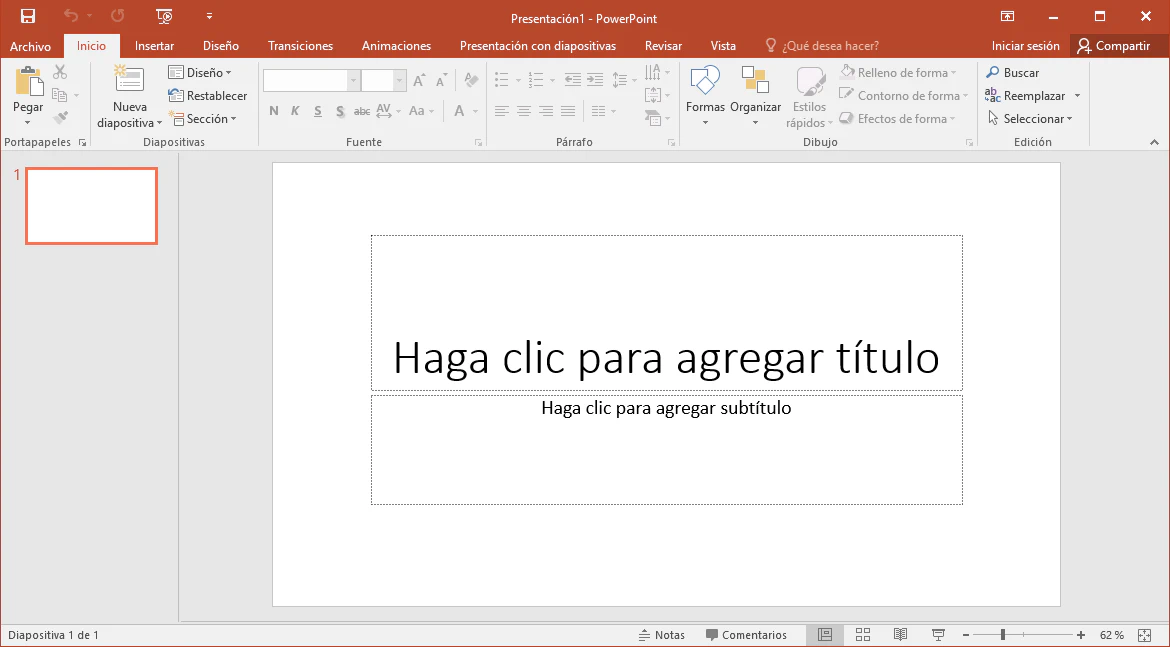 Presentación1 - PowerPoint
Archivo Inicio Insertar Diseño Transiciones Animaciones Presentación con diapositivas Revisar Vista ¿Qué desea hacer? Iniciar sesión Compartir
Pegar
Portapapeles
Nueva
diapositiva
Diseño
Restablecer
Sección
Diapositivas
N K S S abc AV Aa A
Fuente
Párrafo
Formas
Organizar
Estilos
rápidos
Relleno de forma
Contorno de forma
Efectos de forma
Dibujo
Buscar
Reemplazar
Seleccionar
Edición
1
Haga clic para agregar título
Haga clic para agregar subtítulo
Diapositiva 1 de 1 Notas Comentarios 62 %